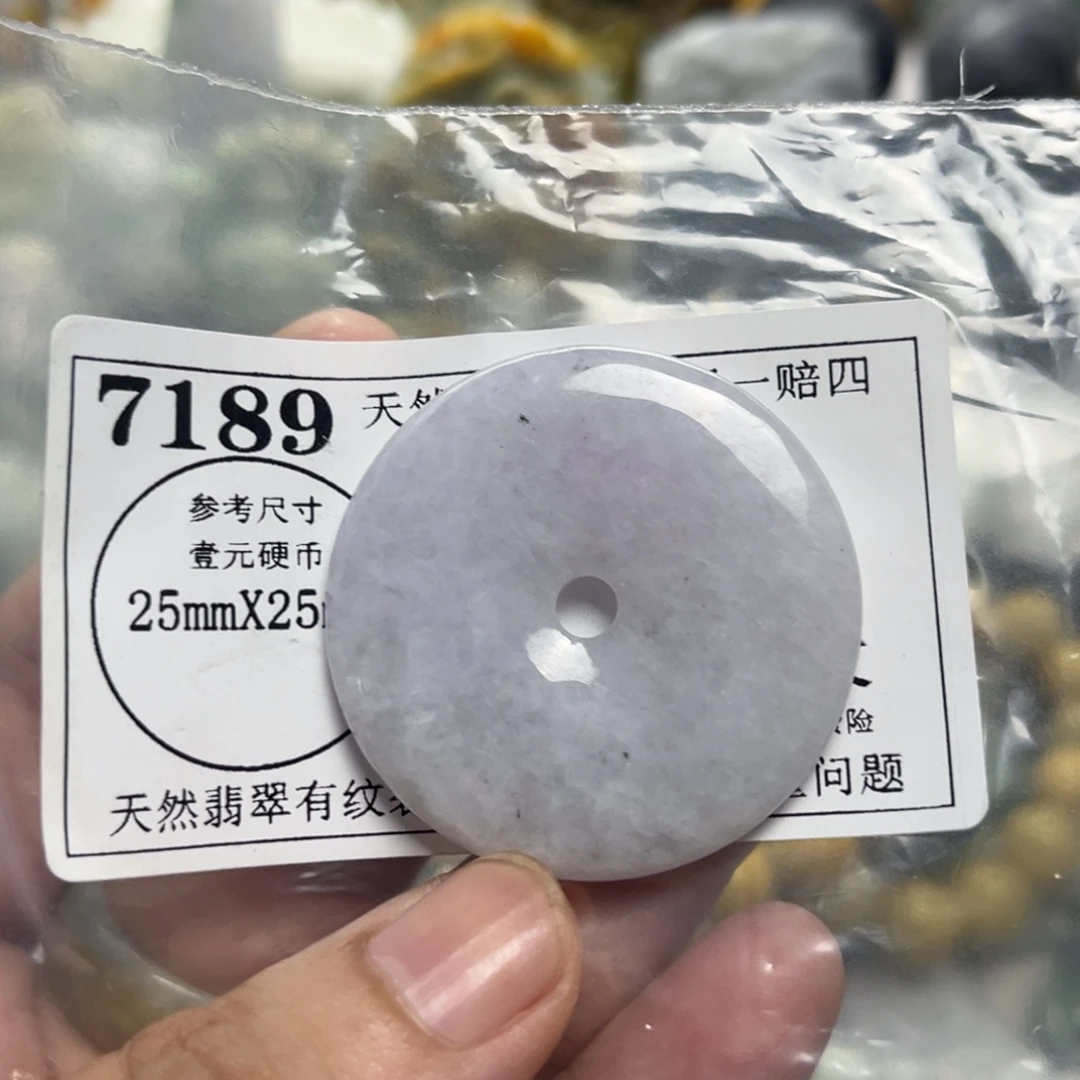 7189
天然
一赔四
参考尺寸
壹元硬币
25mmX25
险
天然翡翠有纹
问题